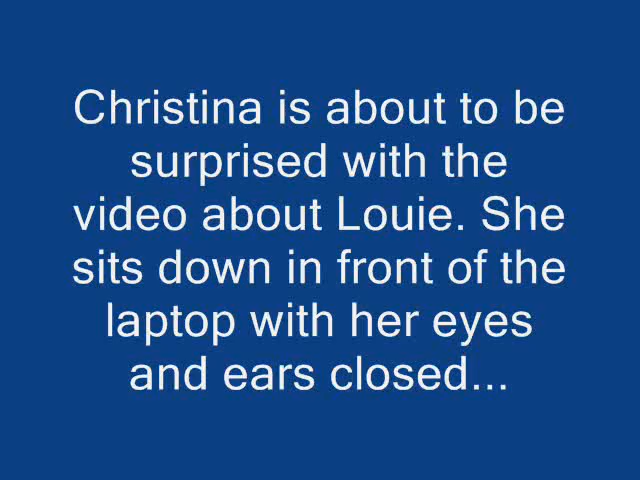 Christina is about to be
surprised with the
video about Louie. She
sits down in front of the
laptop with her eyes
and ears closed...